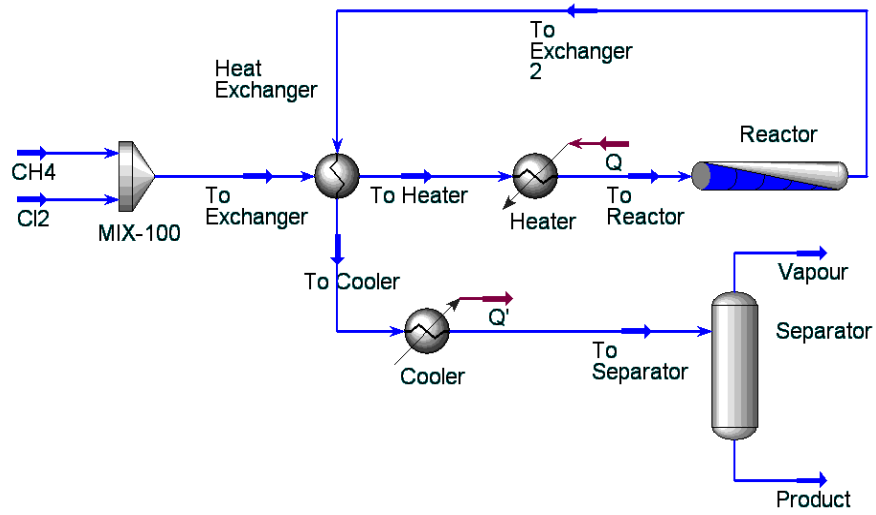 To
Exchanger
2
Heat
Exchanger
Reactor
CH4
To
Exchanger
To Heater
Q
To
Reactor
Cl2
MIX-100
Heater
To Cooler
Vapour
Q'
Separator
To
Separator
Cooler
Product